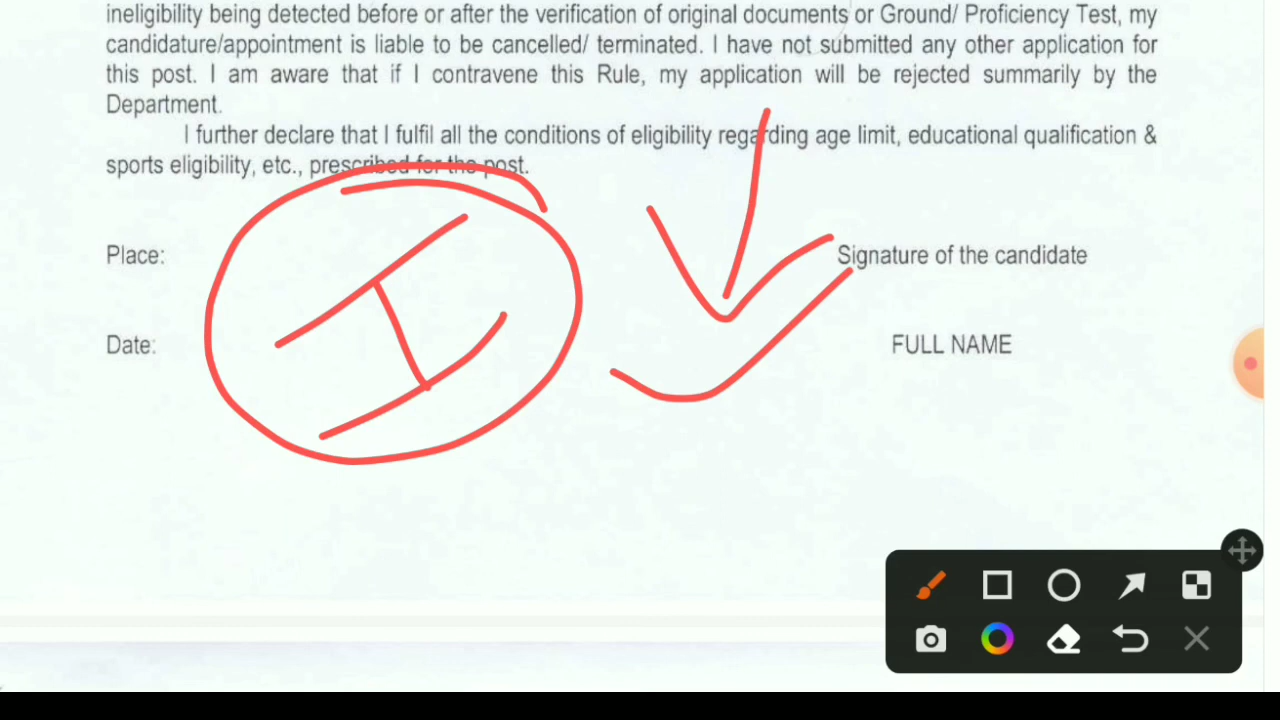 ineligibility being detected before or after the verification of original documents or Ground/ Proficiency Test, my
candidature/appointment is liable to be cancelled/ terminated. I have not submitted any other application for
this post. I am aware that if I contravene this Rule, my application will be rejected summarily by the
Department.
I further declare that I fulfil all the conditions of eligibility regarding age limit, educational qualification &
sports eligibility, etc., prescribed for the post.
Place:
Signature of the candidate
I
Date:
FULL NAME